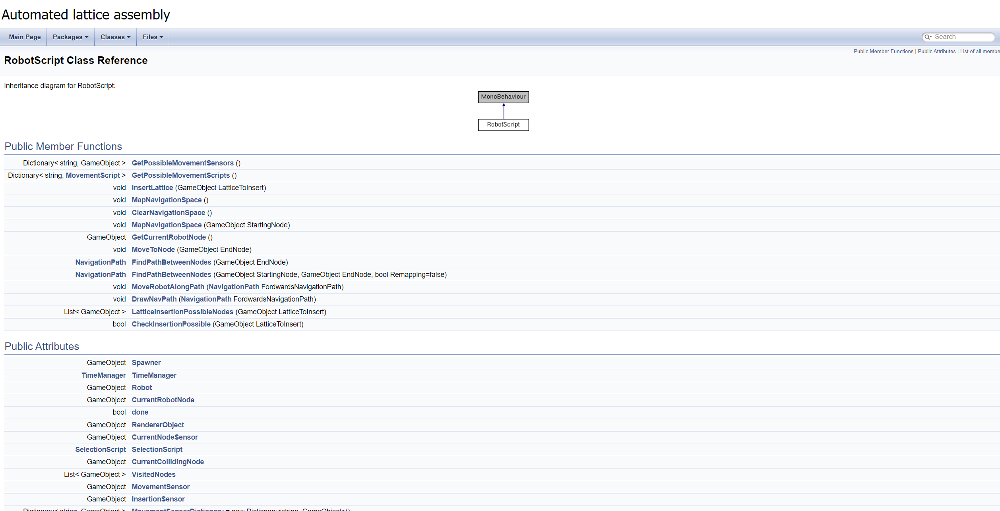 Automated lattice assembly
Main Page Packages Classes Files Search
Public Member Functions | Public Attributes | List of all membe
RobotScript Class Reference
Inheritance diagram for RobotScript:
MonoBehaviour
RobotScript
Public Member Functions
Dictionary< string, GameObject > GetPossibleMovementSensors ()
Dictionary< string, MovementScript > GetPossibleMovementScripts ()
void InsertLattice (GameObject LatticeToInsert)
void MapNavigationSpace ()
void ClearNavigationSpace ()
void MapNavigationSpace (GameObject StartingNode)
GameObject GetCurrentRobotNode ()
void MoveToNode (GameObject EndNode)
NavigationPath FindPathBetweenNodes (GameObject EndNode)
NavigationPath FindPathBetweenNodes (GameObject StartingNode, GameObject EndNode, bool Remapping=false)
void MoveRobotAlongPath (NavigationPath FordwardsNavigationPath)
void DrawNavPath (NavigationPath FordwardsNavigationPath)
List< GameObject > LatticeInsertionPossibleNodes (GameObject LatticeToInsert)
bool CheckInsertionPossible (GameObject LatticeToInsert)
Public Attributes
GameObject Spawner
TimeManager TimeManager
GameObject Robot
GameObject CurrentRobotNode
bool done
GameObject RendererObject
GameObject CurrentNodeSensor
SelectionScript SelectionScript
GameObject CurrentCollidingNode
List< GameObject > VisitedNodes
GameObject MovementSensor
GameObject InsertionSensor
Dictionary< string, GameObject > MovementSensorDictionary = new Dictionary<string, GameObject>()